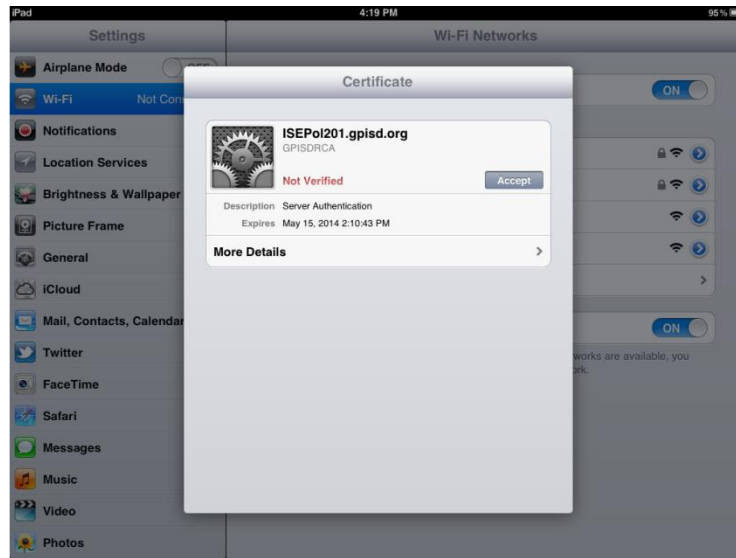 iPad
4:19 PM
95%
Settings
Wi-Fi Networks
Airplane Mode
OFF
Wi-Fi
Not Con
Notifications
Location Services
Brightness & Wallpaper
Picture Frame
General
iCloud
Mail, Contacts, Calendar
Twitter
FaceTime
Safari
Messages
Music
Video
Photos
ON
ON
works are available, you
ork.
Certificate
ISEPol201.gpisd.org
GPISDRCA
Not Verified
Accept
Description Server Authentication
Expires May 15, 2014 2:10:43 PM
More Details